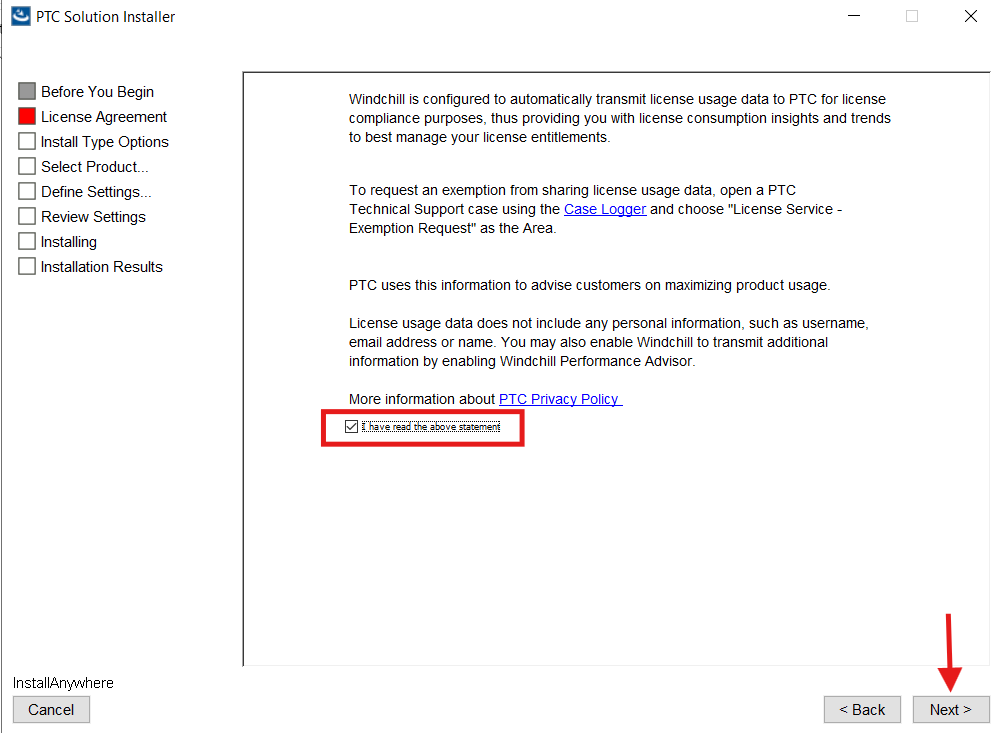 PTC Solution Installer
Before You Begin
License Agreement
Install Type Options
Select Product...
Define Settings...
Review Settings
Installing
Installation Results
Windchill is configured to automatically transmit license usage data to PTC for license
compliance purposes, thus providing you with license consumption insights and trends
to best manage your license entitlements.
To request an exemption from sharing license usage data, open a PTC
Technical Support case using the Case Logger and choose "License Service -
Exemption Request" as the Area.
PTC uses this information to advise customers on maximizing product usage.
License usage data does not include any personal information, such as username,
email address or name. You may also enable Windchill to transmit additional
information by enabling Windchill Performance Advisor.
More information about PTC Privacy Policy
I have read the above statement
InstallAnywhere
Cancel
< Back
Next >